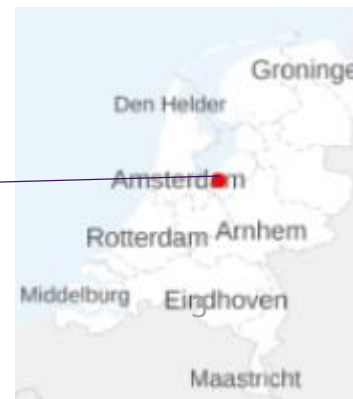 Groninge
Den Helder
Amsterdam
Rotterdam Arnhem
Middelburg Eindhoven
Maastricht